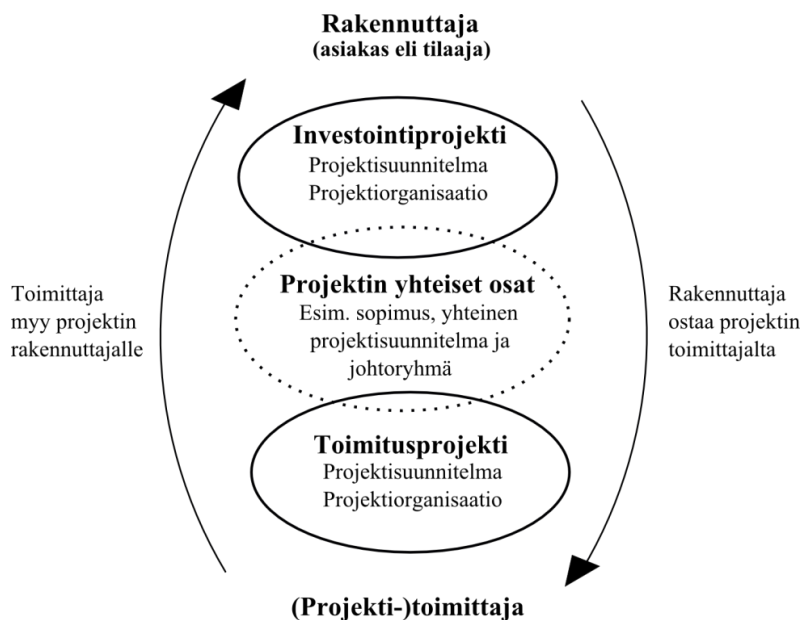 Rakennuttaja
(asiakas eli tilaaja)
Investointiprojekti
Projektisuunnitelma
Projektiorganisaatio
Projektin yhteiset osat
Esim. sopimus, yhteinen
projektisuunnitelma ja
johtoryhmä
Toimittaja
myy projektin
rakennuttajalle
Rakennuttaja
ostaa projektin
toimittajalta
Toimitusprojekti
Projektisuunnitelma
Projektiorganisaatio
(Projekti-)toimittaja